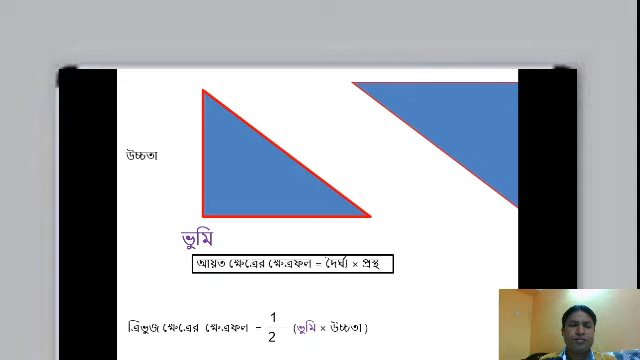 উচ্চতা
ভুমি
আয়ত ক্ষেত্রের ক্ষেত্রফল = দৈর্ঘ্য × প্রস্থ
ত্রিভুজ ক্ষেত্রের ক্ষেত্রফল = 1/2 (ভুমি × উচ্চতা)